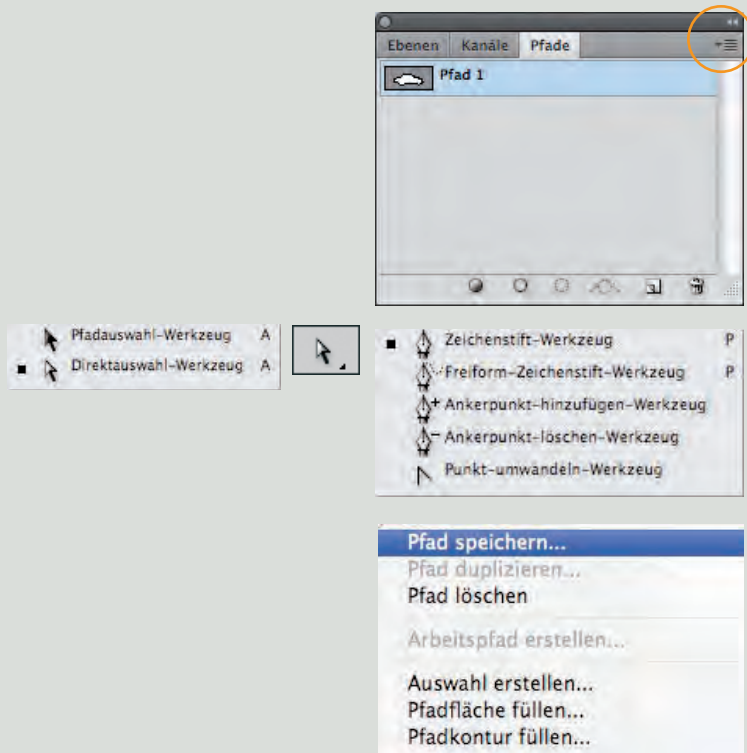 Ebenen Kanäle Pfade
Pfad 1
Pfadauswahl-Werkzeug A
Direktauswahl-Werkzeug A
Zeichenstift-Werkzeug P
Freiform-Zeichenstift-Werkzeug P
Ankerpunkt-hinzufügen-Werkzeug
Ankerpunkt-löschen-Werkzeug
Punkt-umwandeln-Werkzeug
Pfad speichern...
Pfad duplizieren...
Pfad löschen
Arbeitspfad erstellen...
Auswahl erstellen...
Pfadfläche füllen...
Pfadkontur füllen...